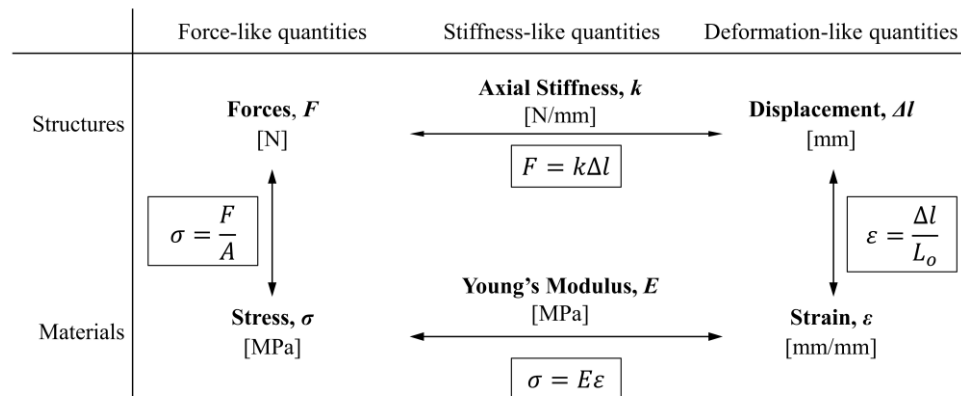 Force-like quantities Stiffness-like quantities Deformation-like quantities
Structures
Forces, F
[N]
Axial Stiffness, k
[N/mm]
F = kΔl
Displacement, Δl
[mm]
σ = F/A
ε = Δl/Lo
Materials
Stress, σ
[MPa]
Young's Modulus, E
[MPa]
σ = Eε
Strain, ε
[mm/mm]